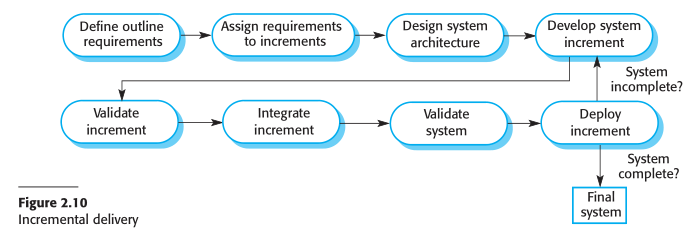 Define outline
requirements
Assign requirements
to increments
Design system
architecture
Develop system
increment
System
incomplete?
Validate
increment
Integrate
increment
Validate
system
Deploy
increment
System
complete?
Final
system
Figure 2.10
Incremental delivery